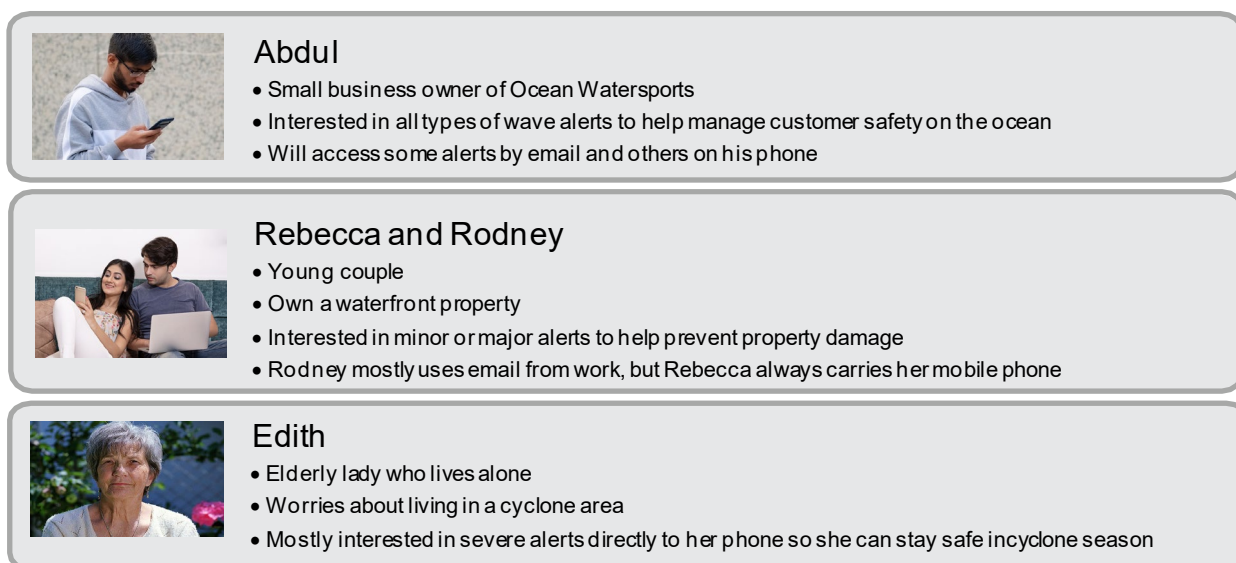 Abdul
• Small business owner of Ocean Watersports
• Interested in all types of wave alerts to help manage customer safety on the ocean
• Will access some alerts by email and others on his phone
Rebecca and Rodney
• Young couple
• Own a waterfront property
• Interested in minor or major alerts to help prevent property damage
• Rodney mostly uses email from work, but Rebecca always carries her mobile phone
Edith
• Elderly lady who lives alone
• Worries about living in a cyclone area
• Mostly interested in severe alerts directly to her phone so she can stay safe incyclone season